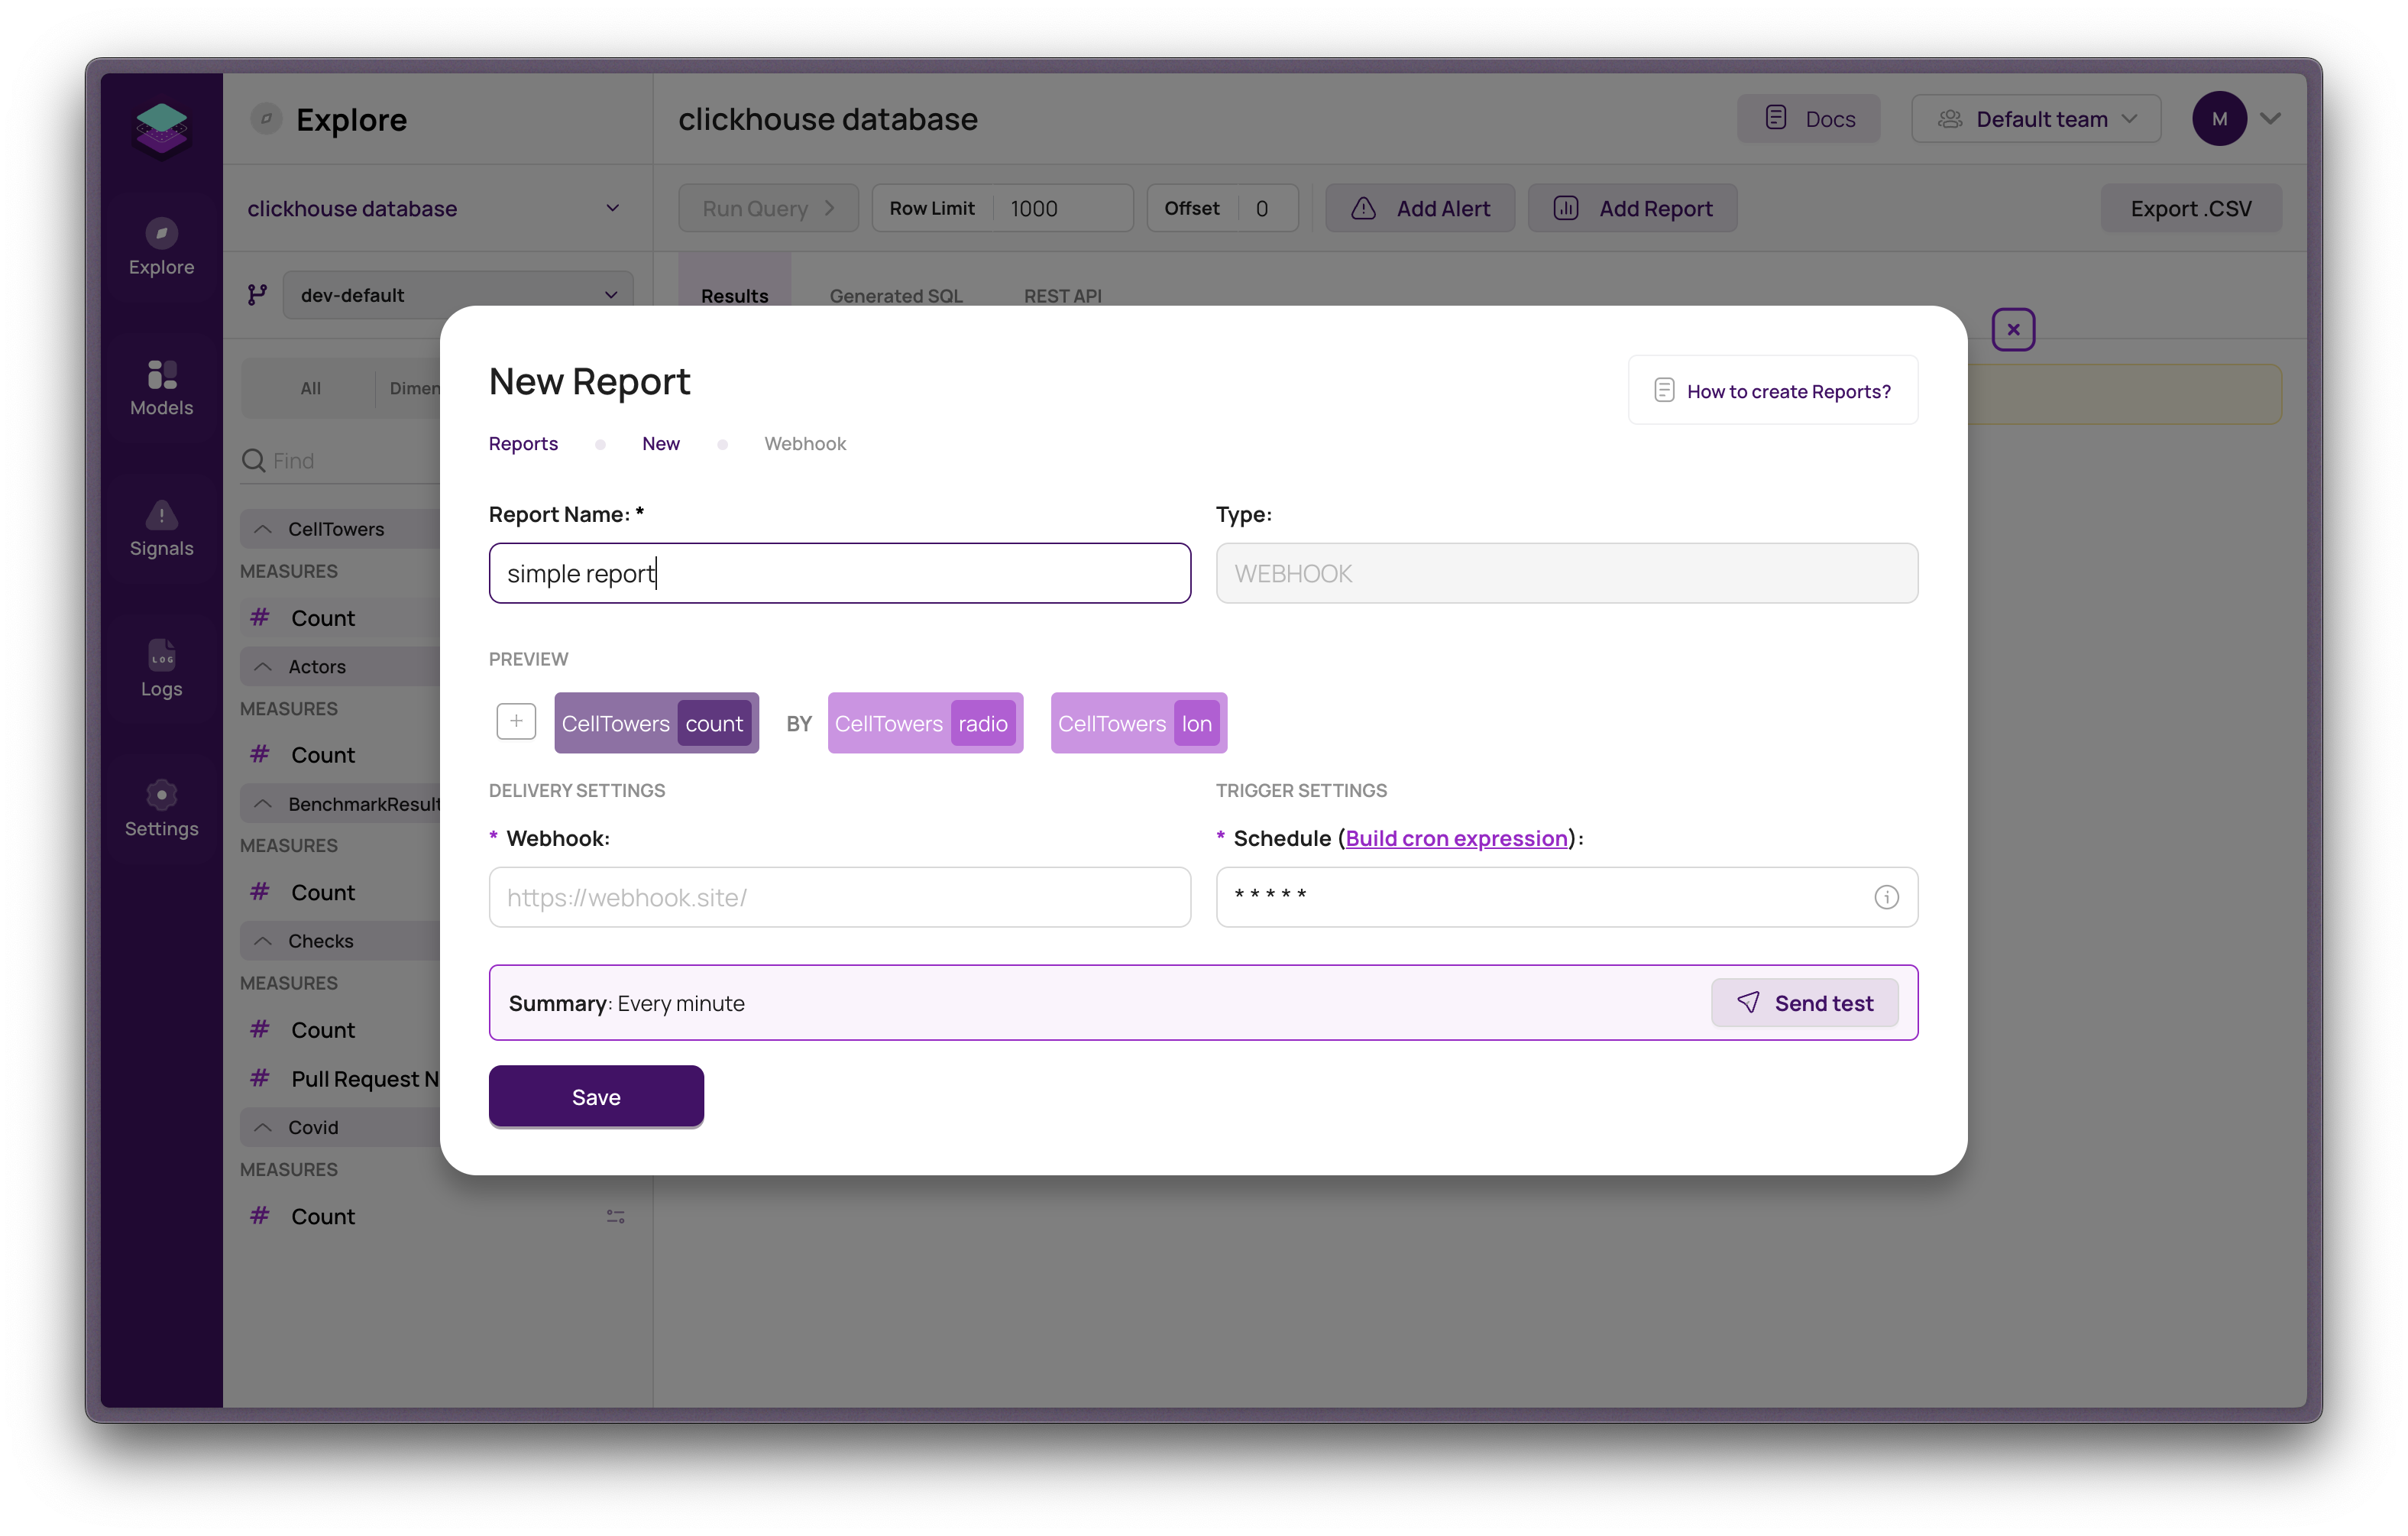 Explore
clickhouse database
Docs
Default team
M
clickhouse database
Run Query
Row Limit
1000
Offset
0
Add Alert
Add Report
Export .CSV
Explore
Models
Signals
LOG
Logs
Settings
dev-default
Results
Generated SQL
REST API
All
Dimen
Find
CellTowers
MEASURES
# Count
Actors
MEASURES
# Count
BenchmarkResult
MEASURES
# Count
Checks
MEASURES
# Count
# Pull Request N
Covid
MEASURES
# Count
New Report
How to create Reports?
Reports
New
Webhook
Report Name: *
simple report
Type:
WEBHOOK
PREVIEW
CellTowers count BY CellTowers radio CellTowers lon
DELIVERY SETTINGS
* Webhook:
https://webhook.site/
TRIGGER SETTINGS
* Schedule (Build cron expression):
* * * * *
Summary: Every minute
Send test
Save